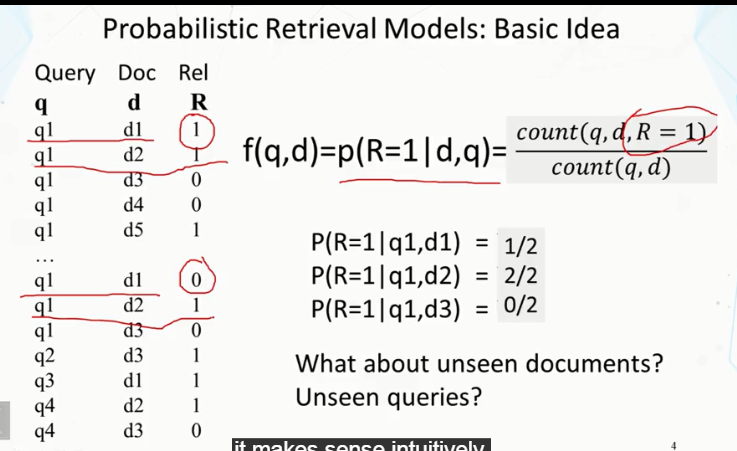 Probabilistic Retrieval Models: Basic Idea
Query Doc Rel
q d R
q1 d1 1
q1 d2 1
q1 d3 0
q1 d4 0
q1 d5 1
...
q1 d1 0
q1 d2 1
q1 d3 0
q2 d3 1
q3 d1 1
q4 d2 1
q4 d3 0
f(q,d)=p(R=1|d,q)= count(q, d, R = 1)
count(q, d)
P(R=1|q1,d1) = 1/2
P(R=1|q1,d2) = 2/2
P(R=1|q1,d3) = 0/2
What about unseen documents?
Unseen queries?
it makes sense intuitively
4